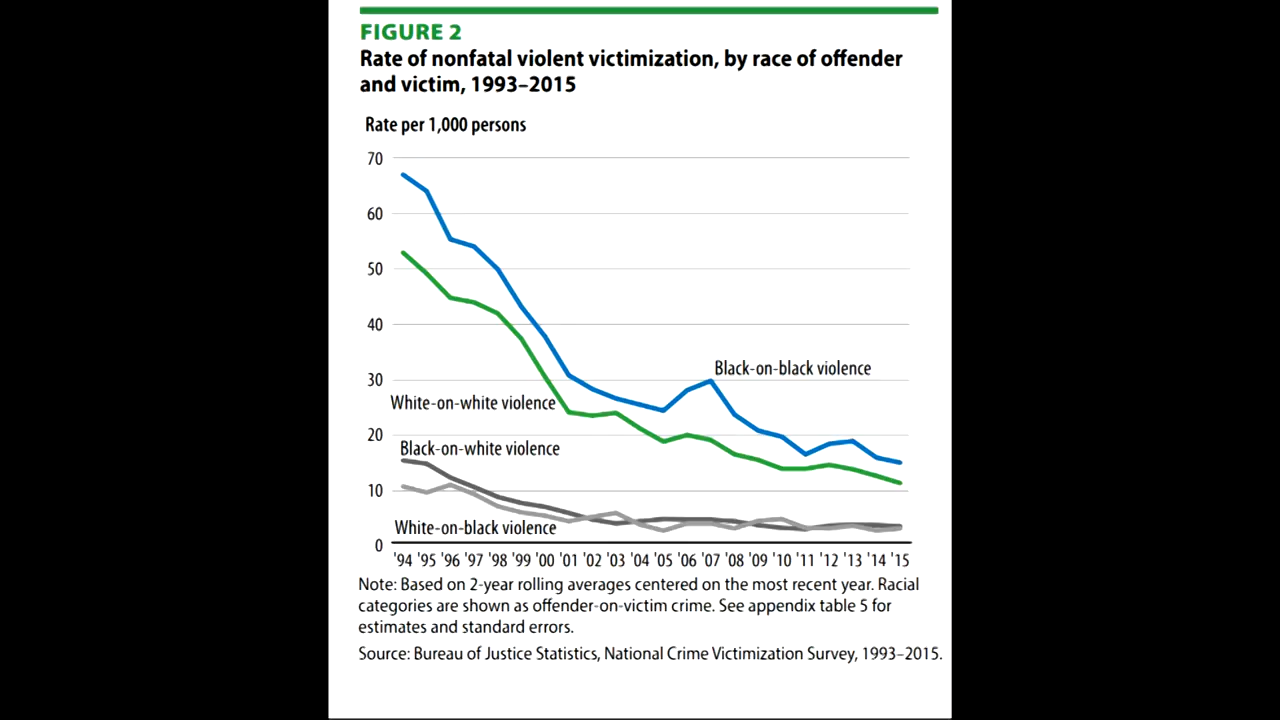 FIGURE 2
Rate of nonfatal violent victimization, by race of offender
and victim, 1993–2015
Rate per 1,000 persons
70
60
50
40
30
20
10
0
Black-on-black violence
White-on-white violence
Black-on-white violence
White-on-black violence
'94 '95 '96 '97 '98 '99 '00 '01 '02 '03 '04 '05 '06 '07 '08 '09 '10 '11 '12 '13 '14 '15
Note: Based on 2-year rolling averages centered on the most recent year. Racial
categories are shown as offender-on-victim crime. See appendix table 5 for
estimates and standard errors.
Source: Bureau of Justice Statistics, National Crime Victimization Survey, 1993–2015.